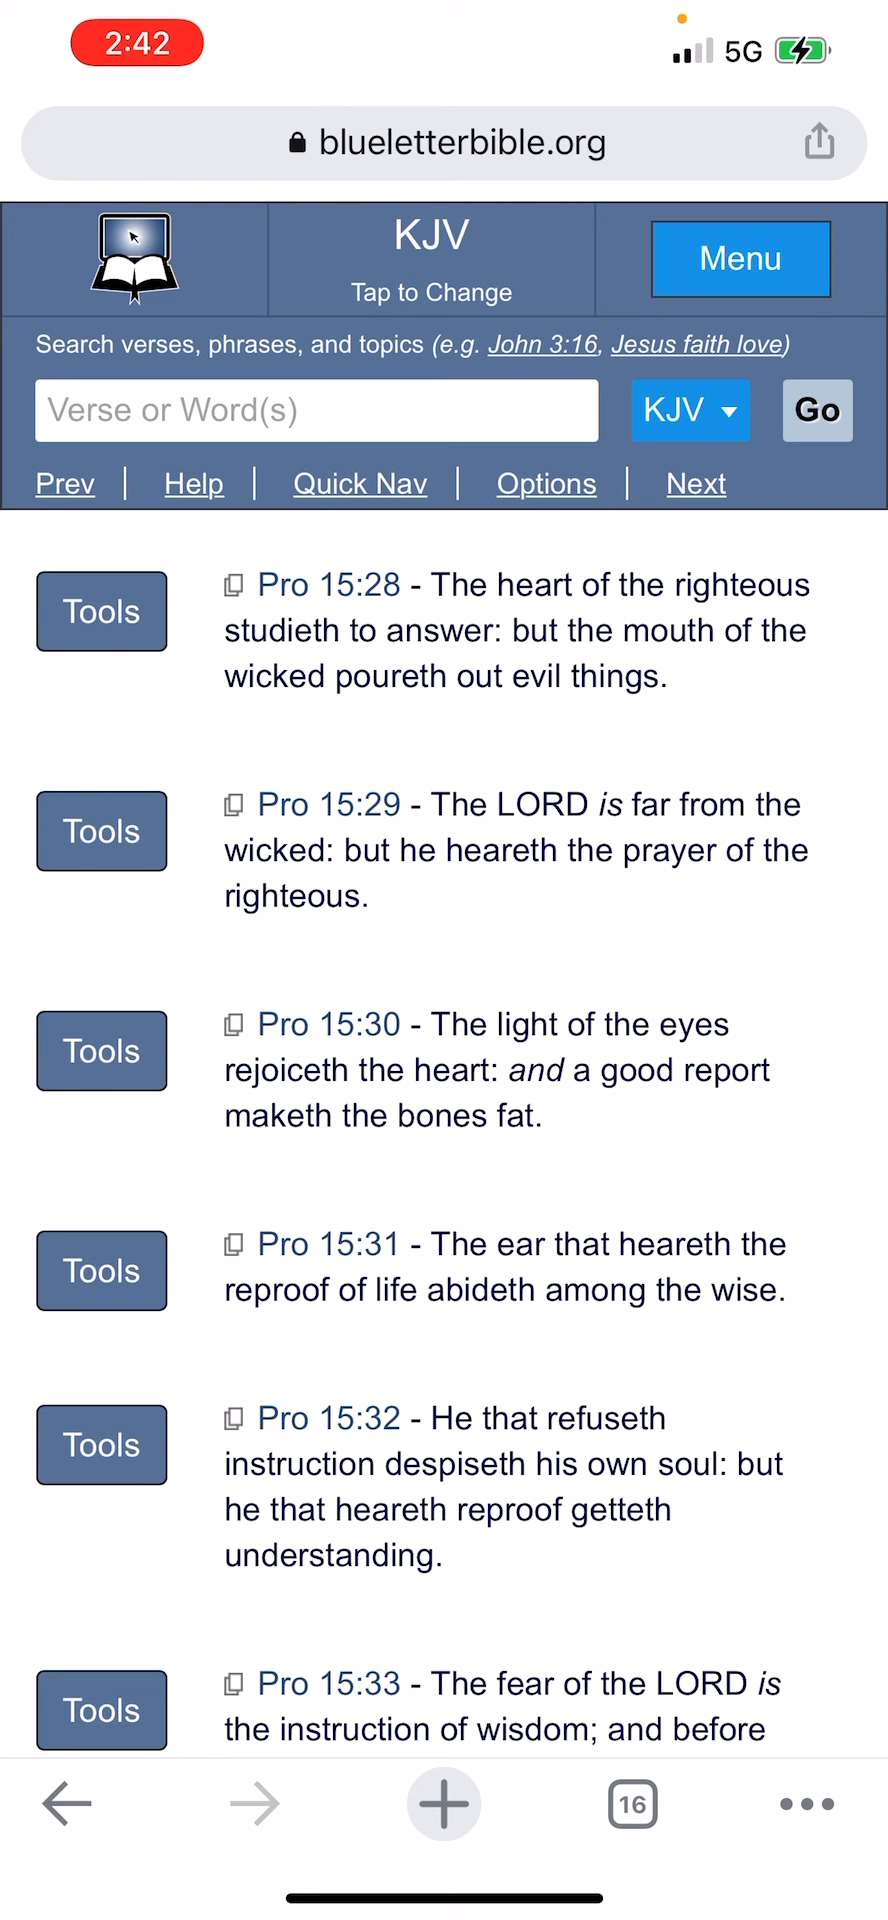 2:42
5G
blueletterbible.org
KJV
Tap to Change
Menu
Search verses, phrases, and topics (e.g. John 3:16, Jesus faith love)
Verse or Word(s)
KJV
Go
Prev | Help | Quick Nav | Options | Next
Tools
Pro 15:28 - The heart of the righteous
studieth to answer: but the mouth of the
wicked poureth out evil things.
Tools
Pro 15:29 - The LORD is far from the
wicked: but he heareth the prayer of the
righteous.
Tools
Pro 15:30 - The light of the eyes
rejoiceth the heart: and a good report
maketh the bones fat.
Tools
Pro 15:31 - The ear that heareth the
reproof of life abideth among the wise.
Tools
Pro 15:32 - He that refuseth
instruction despiseth his own soul: but
he that heareth reproof getteth
understanding.
Tools
Pro 15:33 - The fear of the LORD is
the instruction of wisdom; and before
16